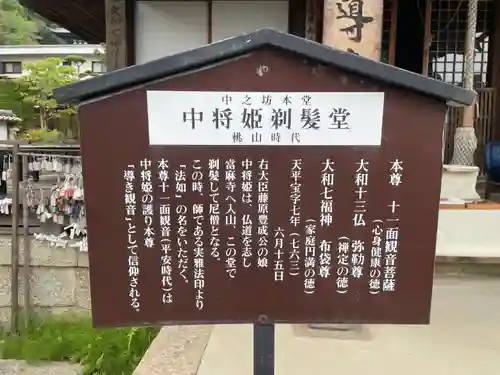 導
中之坊本堂
中将姫剃髪堂
桃山時代
本尊 十一面観音菩薩
(心身健康の徳)
大和十三仏 弥勒尊
(禅定の徳)
大和七福神 布袋尊
(家庭円満の徳)
天平宝字七年(七六三)
六月十五日
右大臣藤原豊成公の娘
中将姫は、仏道を志し
當麻寺へ入山、この堂で
剃髪して尼僧となる。
この時、師である実雅法印より
『法如』の名をいただく。
本尊十一面観音(平安時代)は
中将姫の護り本尊
『導き観音』として信仰される。